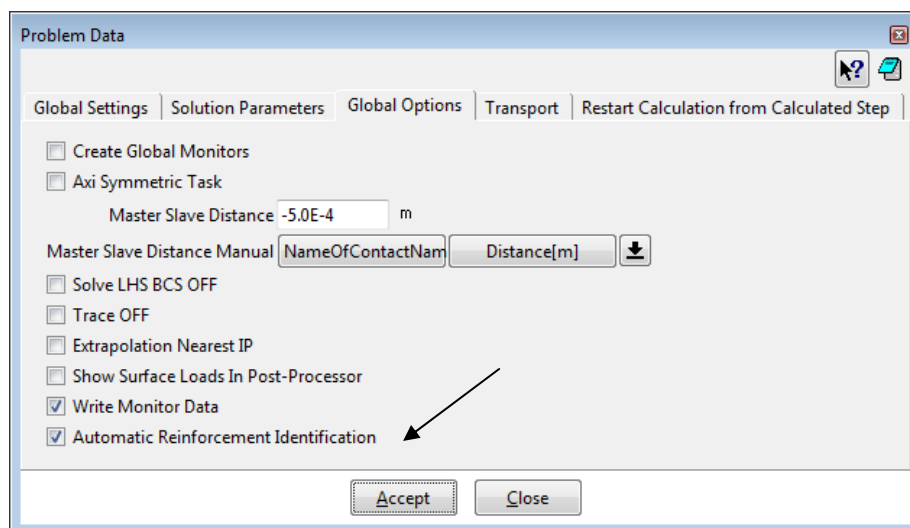 Problem Data
Global Settings Solution Parameters Global Options Transport Restart Calculation from Calculated Step
Create Global Monitors
Axi Symmetric Task
Master Slave Distance -5.0E-4 m
Master Slave Distance Manual NameOfContactNam Distance[m]
Solve LHS BCS OFF
Trace OFF
Extrapolation Nearest IP
Show Surface Loads In Post-Processor
Write Monitor Data
Automatic Reinforcement Identification
Accept Close